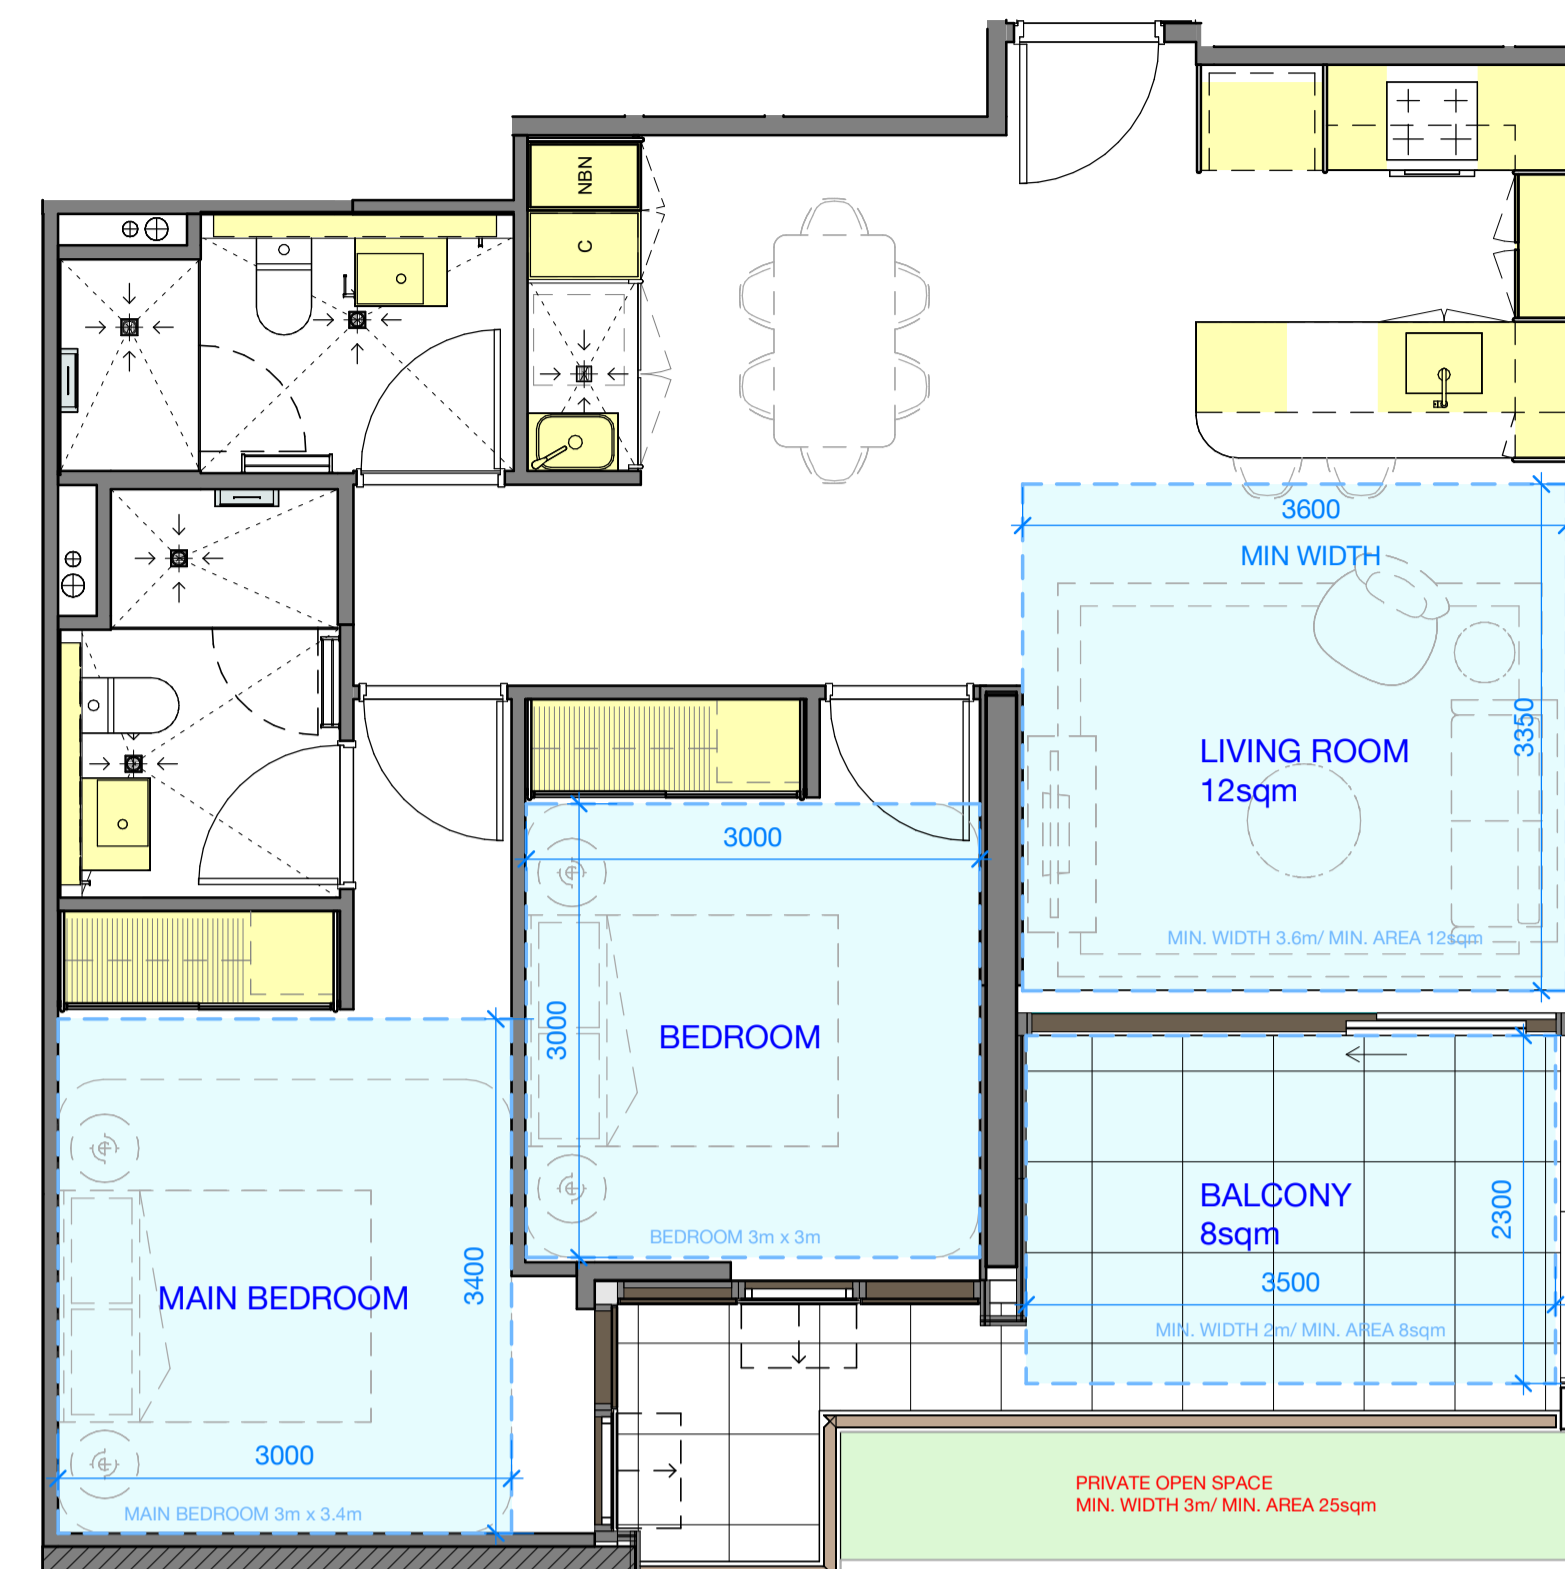 NBN
C
3600
MIN WIDTH
3350
LIVING ROOM
12sqm
MIN. WIDTH 3.6m/ MIN. AREA 12sqm
3000
3000
BEDROOM
BEDROOM 3m x 3m
BALCONY
8sqm
2300
3500
MIN. WIDTH 2m/ MIN. AREA 8sqm
3400
MAIN BEDROOM
3000
MAIN BEDROOM 3m x 3.4m
PRIVATE OPEN SPACE
MIN. WIDTH 3m/ MIN. AREA 25sqm